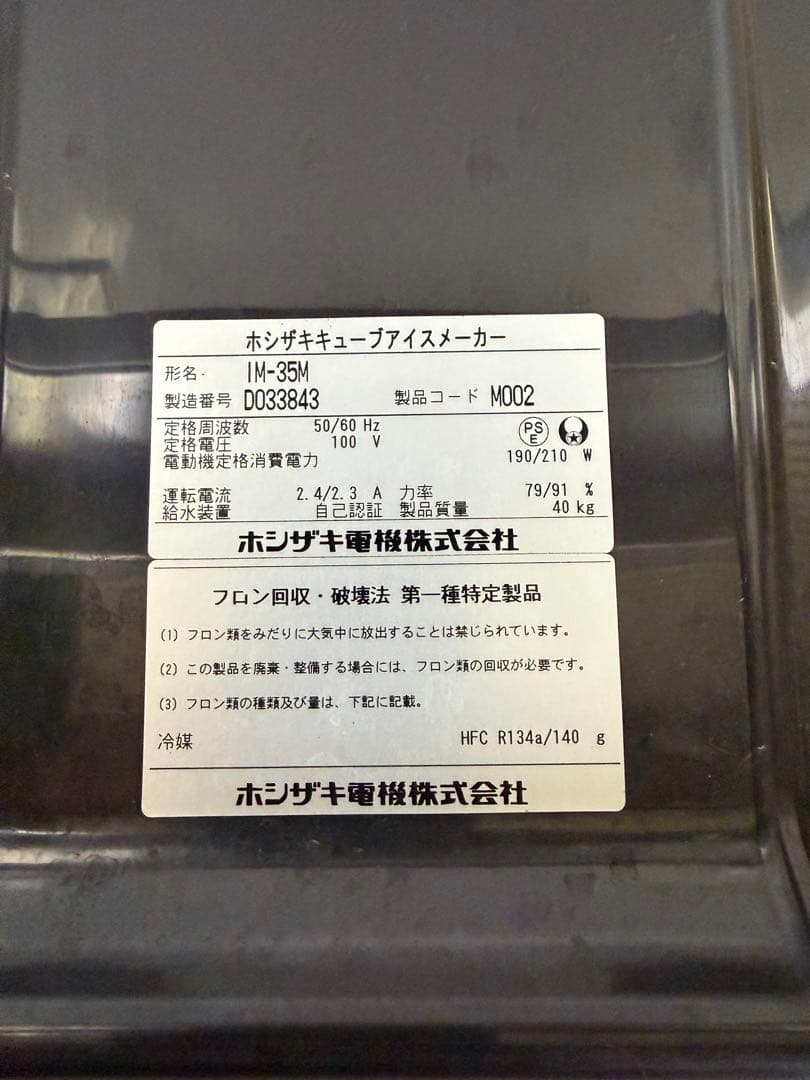 ホシザキキューブアイスメーカー
形名. IM-35M
製造番号 D033843 製品コード M002
定格周波数 50/60 Hz
定格電圧 100 V
PSE
電動機定格消費電力 190/210 W
運転電流 2.4/2.3 A 力率 79/91 %
給水装置 自己認証 製品質量 40 kg
ホシザキ電機株式会社
フロン回収・破壊法 第一種特定製品
(1) フロン類をみだりに大気中に放出することは禁じられています。
(2) この製品を廃棄・整備する場合には、フロン類の回収が必要です。
(3) フロン類の種類及び量は、下記に記載。
冷媒 HFC R134a/140 g
ホシザキ電機株式会社